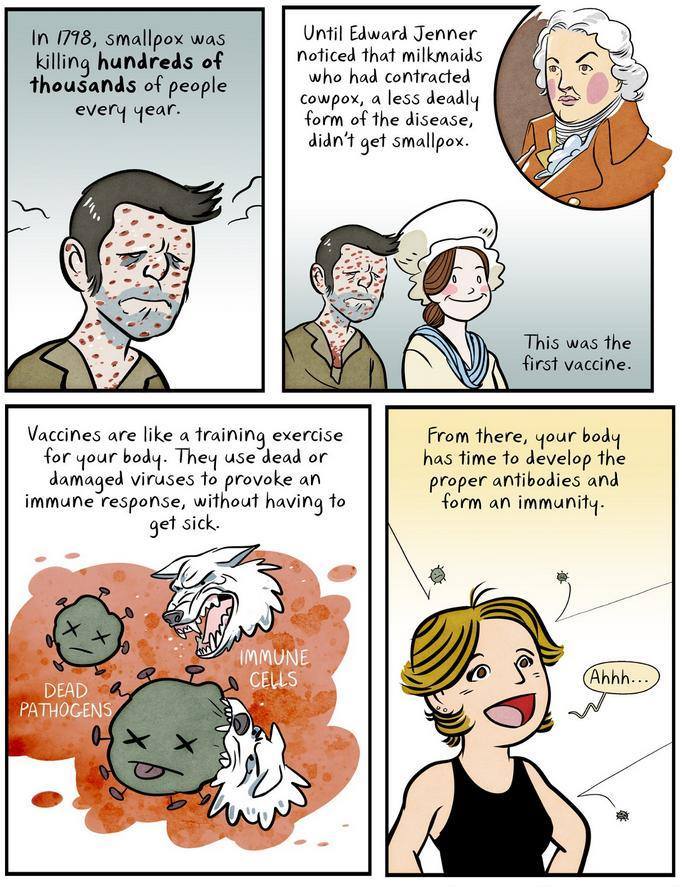 In 1798, smallpox was
killing hundreds of
thousands of people
every year.
Until Edward Jenner
noticed that milkmaids
who had contracted
cowpox, a less deadly
form of the disease,
didn't get smallpox.
This was the
first vaccine.
Vaccines are like a training exercise
for your body. They use dead or
damaged viruses to provoke an
immune response, without having to
get sick.
IMMUNE
CELLS
DEAD
PATHOGENS
From there, your body
has time to develop the
proper antibodies and
form an immunity.
Ahhh...